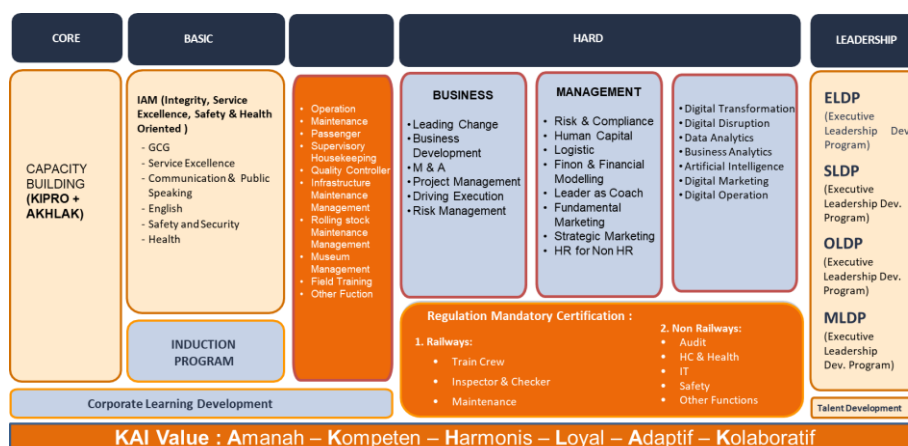 CORE
BASIC
HARD
LEADERSHIP
CAPACITY
BUILDING
(KIPRO +
AKHLAK)
IAM (Integrity, Service
Excellence, Safety & Health
Oriented )
- GCG
- Service Excellence
- Communication & Public
Speaking
- English
- Safety and Security
- Health
INDUCTION
PROGRAM
• Operation
• Maintenance
• Passenger
• Supervisory
Housekeeping
• Quality Controller
• Infrastructure
Maintenance
Management
• Rolling stock
Maintenance
Management
• Museum
Management
• Field Training
• Other Fuction
BUSINESS
• Leading Change
• Business
Development
• M & A
• Project Management
• Driving Execution
• Risk Management
MANAGEMENT
• Risk & Compliance
• Human Capital
• Logistic
• Finon & Financial
Modelling
• Leader as Coach
• Fundamental
Marketing
• Strategic Marketing
• HR for Non HR
• Digital Transformation
• Digital Disruption
• Data Analytics
• Business Analytics
• Artificial Intelligence
• Digital Marketing
• Digital Operation
Regulation Mandatory Certification :
1. Railways:
• Train Crew
• Inspector & Checker
• Maintenance
2. Non Railways:
• Audit
• HC & Health
• IT
• Safety
• Other Functions
ELDP
(Executive
Leadership Dev
Program)
SLDP
(Executive
Leadership Dev.
Program)
OLDP
(Executive
Leadership Dev.
Program)
MLDP
(Executive
Leadership
Dev. Program)
Corporate Learning Development
Talent Development
KAI Value : Amanah – Kompeten – Harmonis – Loyal – Adaptif – Kolaboratif